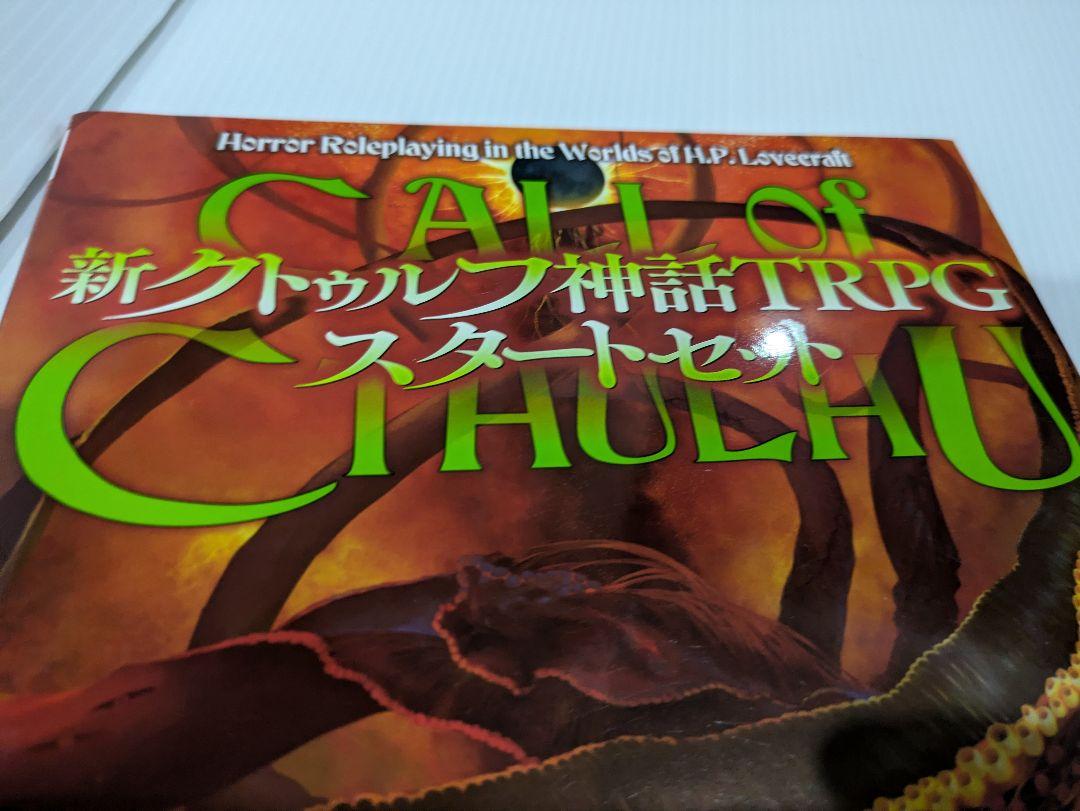 Horror Roleplaying in the Worlds of H.P. Lovecraft
CALL of
新クトゥルフ神話TRPG
スタートセット
CTHULHU